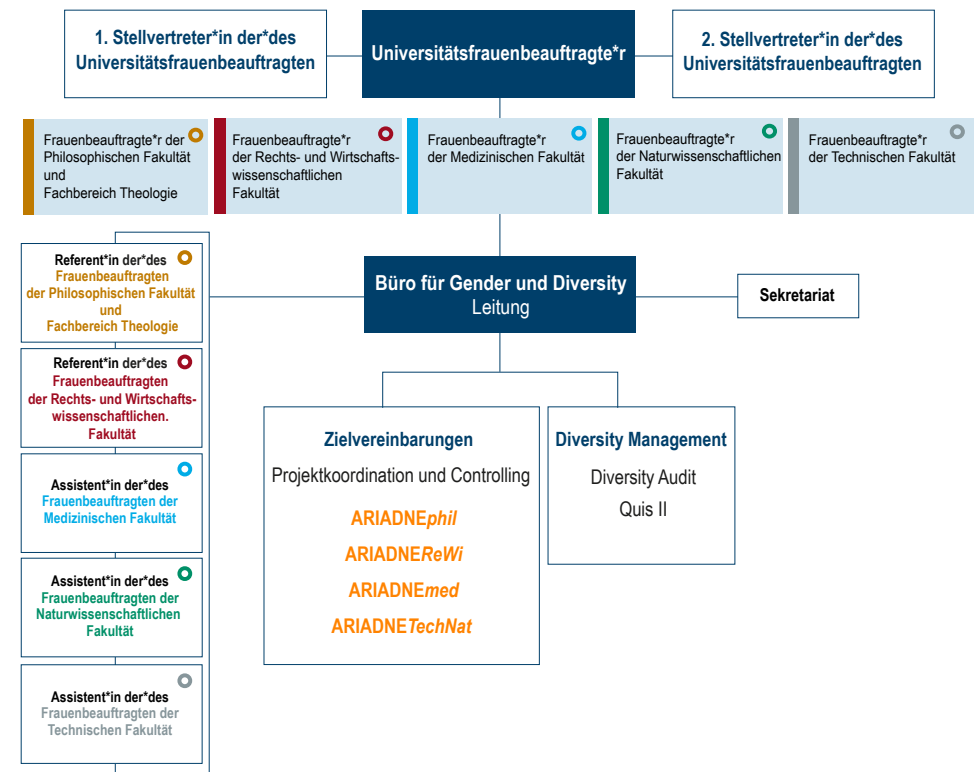 1. Stellvertreter*in der*des
Universitätsfrauenbeauftragten
Universitätsfrauenbeauftragte*r
2. Stellvertreter*in der*des
Universitätsfrauenbeauftragten
Frauenbeauftragte*r der
Philosophischen Fakultät
und
Fachbereich Theologie
Frauenbeauftragte*r
der Rechts- und Wirtschafts-
wissenschaftlichen
Fakultät
Frauenbeauftragte*r
der Medizinischen Fakultät
Frauenbeauftragte*r
der Naturwissenschaftlichen
Fakultät
Frauenbeauftragte*r
der Technischen Fakultät
Referent*in der*des
Frauenbeauftragten
der Philosophischen Fakultät
und
Fachbereich Theologie
Referent*in der*des
Frauenbeauftragten
der Rechts- und Wirtschafts-
wissenschaftlichen.
Fakultät
Assistent*in der*des
Frauenbeauftragten der
Medizinischen Fakultät
Assistent*in der*des
Frauenbeauftragten der
Naturwissenschaftlichen
Fakultät
Assistent*in der*des
Frauenbeauftragten der
Technischen Fakultät
Büro für Gender und Diversity
Leitung
Sekretariat
Zielvereinbarungen
Projektkoordination und Controlling
ARIADNEphil
ARIADNEReWi
ARIADNEmed
ARIADNETechNat
Diversity Management
Diversity Audit
Quis II